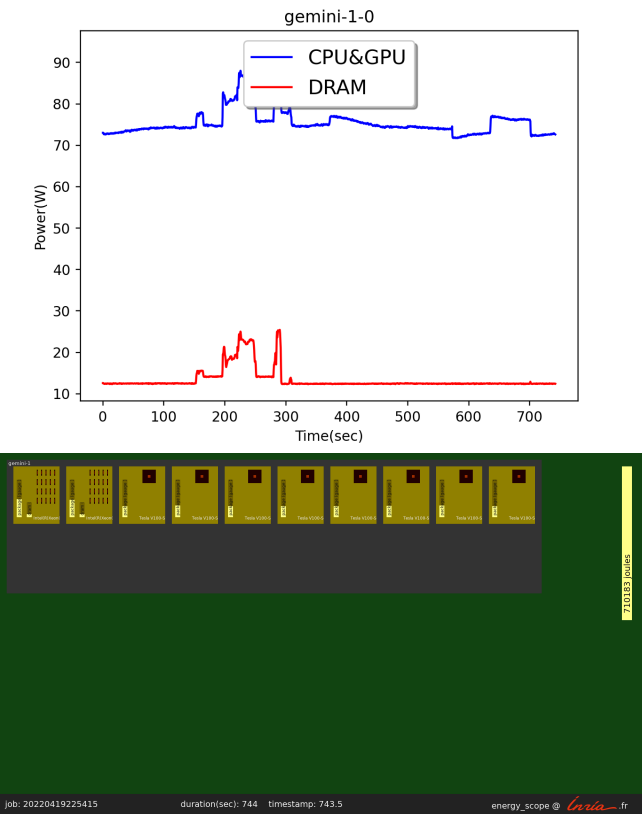 gemini-1-0
CPU&GPU
DRAM
90
80
70
60
50
40
30
20
10
Power(W)
0 100 200 300 400 500 600 700
Time(sec)
gemini-1
Tesla V100-S Tesla V100-S Tesla V100-S Tesla V100-S Tesla V100-S Tesla V100-S Tesla V100-S Tesla V100-S
710183 joules
job: 20220419225415 duration(sec): 744 timestamp: 743.5 energy_scope @ Inria .fr